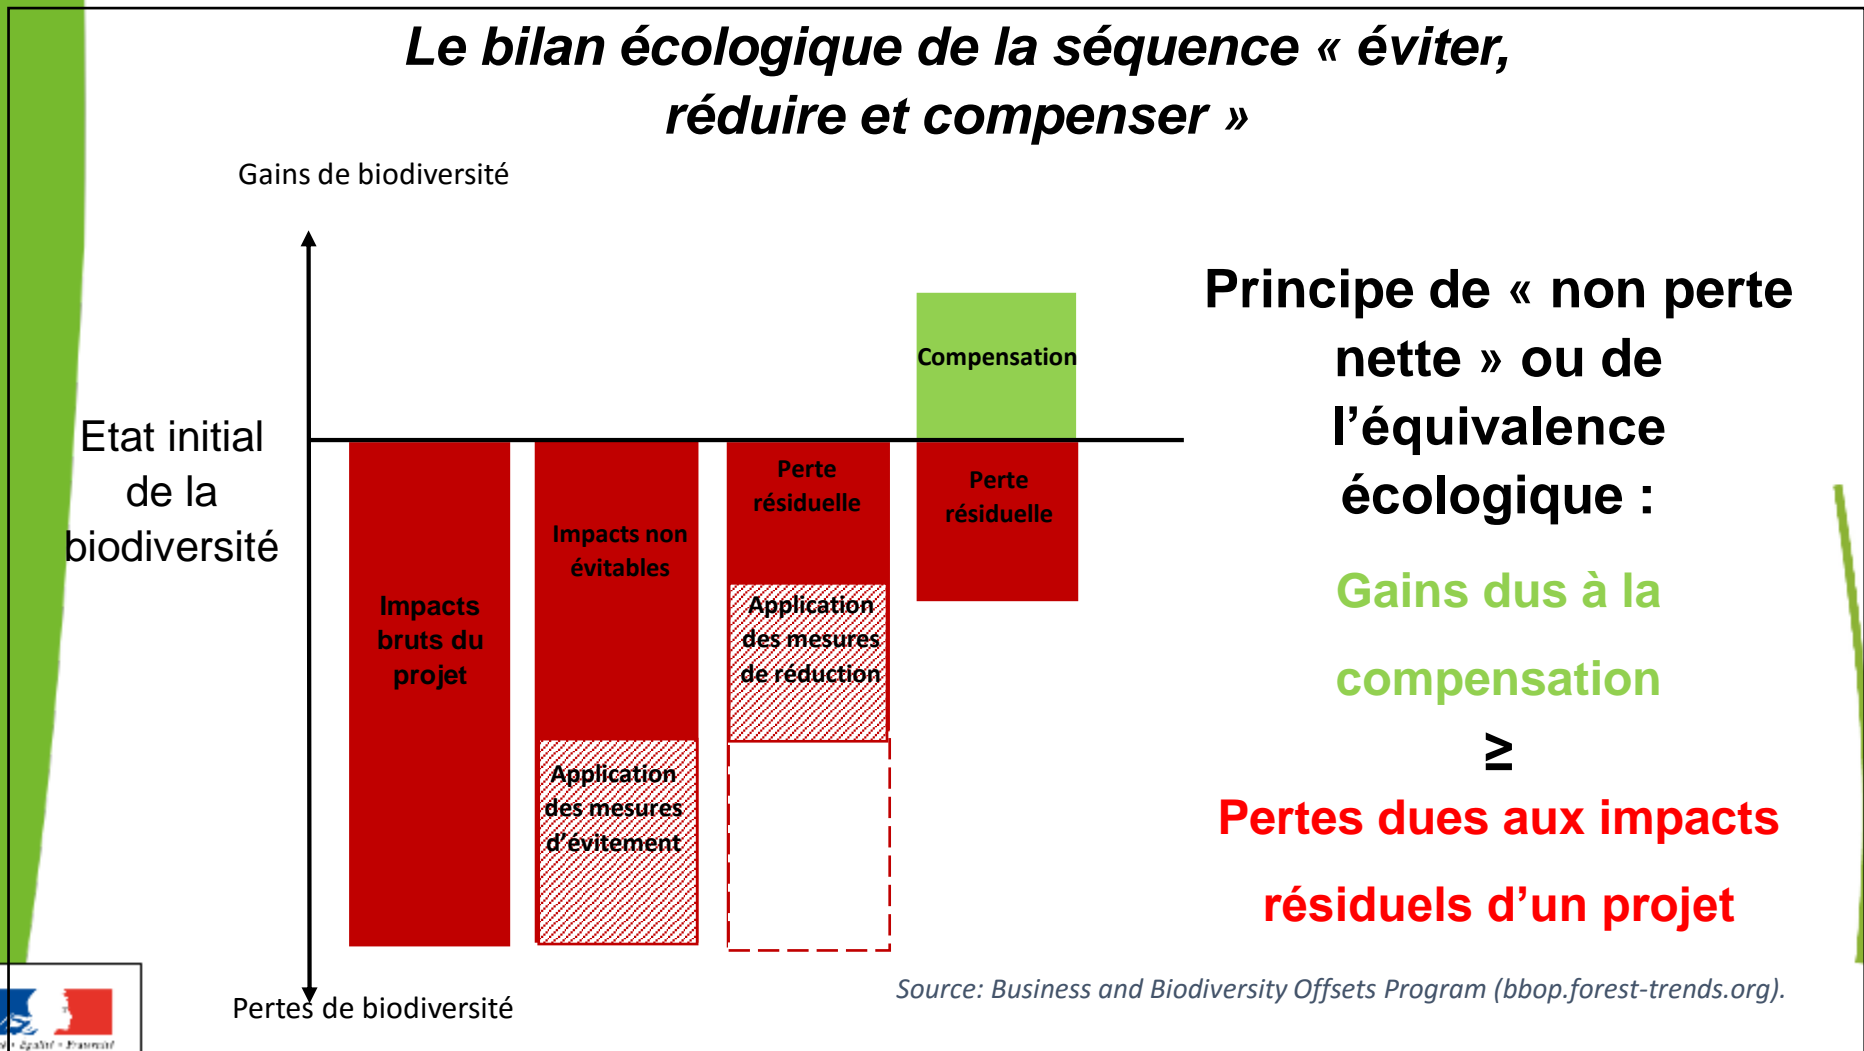 Le bilan écologique de la séquence « éviter,
réduire et compenser »
Gains de biodiversité
Etat initial
de la
biodiversité
Impacts
bruts du
projet
Impacts non
évitables
Application
des mesures
d'évitement
Perte
résiduelle
Application
des mesures
de réduction
Compensation
Perte
résiduelle
Pertes de biodiversité
Principe de « non perte
nette » ou de
l'équivalence
écologique :
Gains dus à la
compensation
≥
Pertes dues aux impacts
résiduels d'un projet
Source: Business and Biodiversity Offsets Program (bbop.forest-trends.org).
Égalité • Fraternité